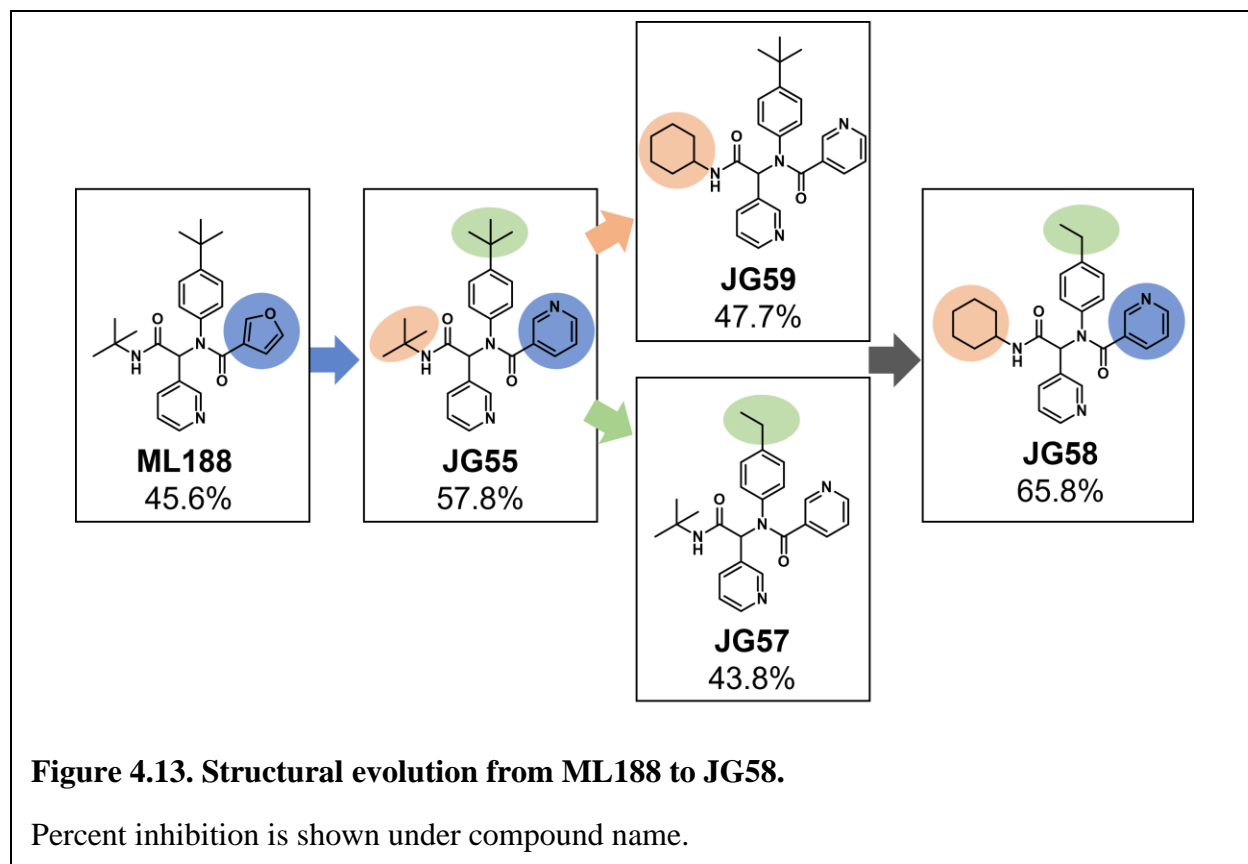 O
O
N
N
H
O
N
ML188
45.6%
N
O
N
N
H
O
N
JG55
57.8%
N
O
N
N
H
O
N
JG59
47.7%
N
O
N
N
H
O
N
JG57
43.8%
N
O
N
N
H
O
N
JG58
65.8%
Figure 4.13. Structural evolution from ML188 to JG58.
Percent inhibition is shown under compound name.